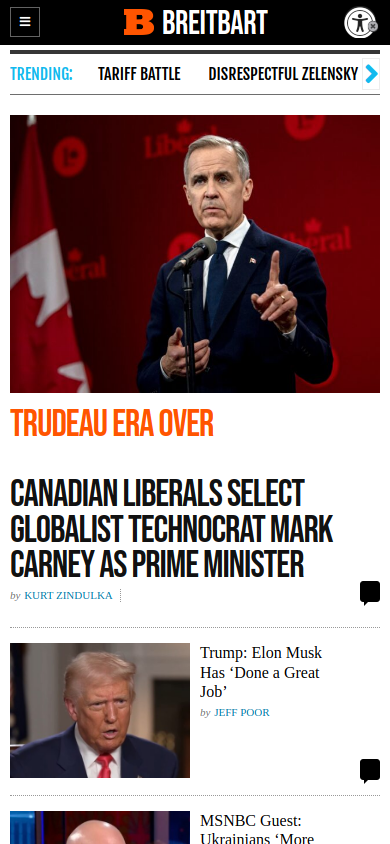 B BREITBART
TRENDING:
TARIFF BATTLE
DISRESPECTFUL ZELENSKY
Liberal
TRUDEAU ERA OVER
CANADIAN LIBERALS SELECT
GLOBALIST TECHNOCRAT MARK
CARNEY AS PRIME MINISTER
by KURT ZINDULKA
Trump: Elon Musk
Has ‘Done a Great
Job’
by JEFF POOR
MSNBC Guest:
Ukrainians ‘More